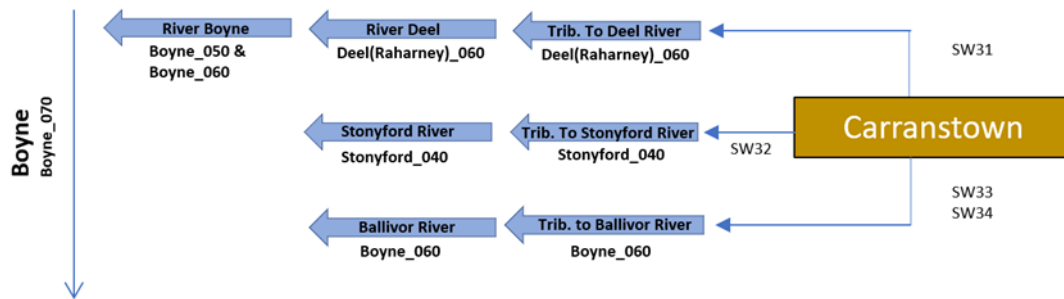 River Boyne
Boyne_050 &
Boyne_060
River Deel
Deel(Raharney)_060
Trib. To Deel River
Deel(Raharney)_060
SW31
Boyne
Boyne_070
Stonyford River
Stonyford_040
Trib. To Stonyford River
Stonyford_040
SW32
Carranstown
SW33
SW34
Ballivor River
Boyne_060
Trib. to Ballivor River
Boyne_060